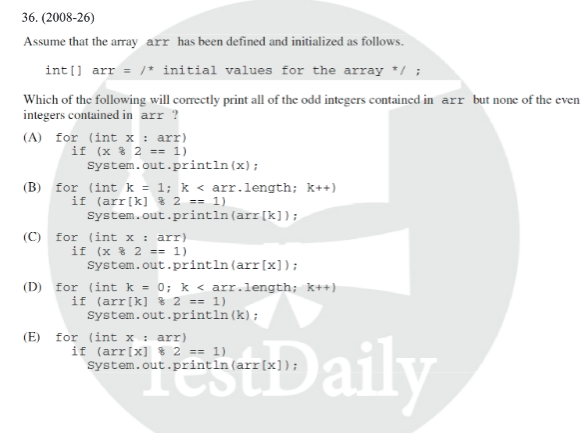 36. (2008-26)
Assume that the array arr has been defined and initialized as follows.
int[] arr = /* initial values for the array */ ;
Which of the following will correctly print all of the odd integers contained in arr but none of the even
integers contained in arr ?
(A) for (int x : arr)
if (x % 2 == 1)
System.out.println(x);
(B) for (int k = 1; k < arr.length; k++)
if (arr[k] % 2 == 1)
System.out.println(arr[k]);
(C) for (int x : arr)
if (x % 2 == 1)
System.out.println(arr[x]);
(D) for (int k = 0; k < arr.length; k++)
if (arr[k] % 2 == 1)
System.out.println(k);
(E) for (int x : arr)
if (arr[x] % 2 == 1)
System.out.println(arr[x]);
TestDaily